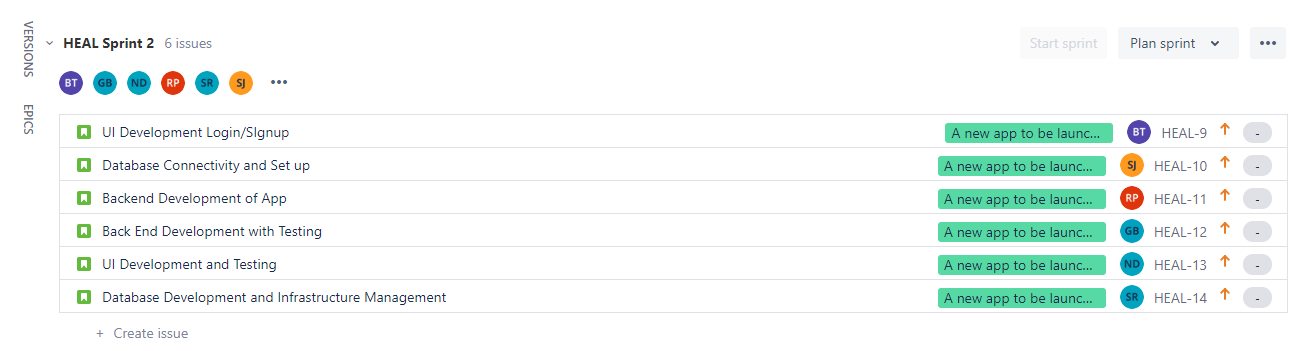 VERSIONS
EPICS
HEAL Sprint 2 6 issues Start sprint Plan sprint •••
BT GB ND RP SR SJ •••
UI Development Login/SIgnup A new app to be launc... BT HEAL-9 -
Database Connectivity and Set up A new app to be launc... SJ HEAL-10 -
Backend Development of App A new app to be launc... RP HEAL-11 -
Back End Development with Testing A new app to be launc... GB HEAL-12 -
UI Development and Testing A new app to be launc... ND HEAL-13 -
Database Development and Infrastructure Management A new app to be launc... SR HEAL-14 -
+ Create issue